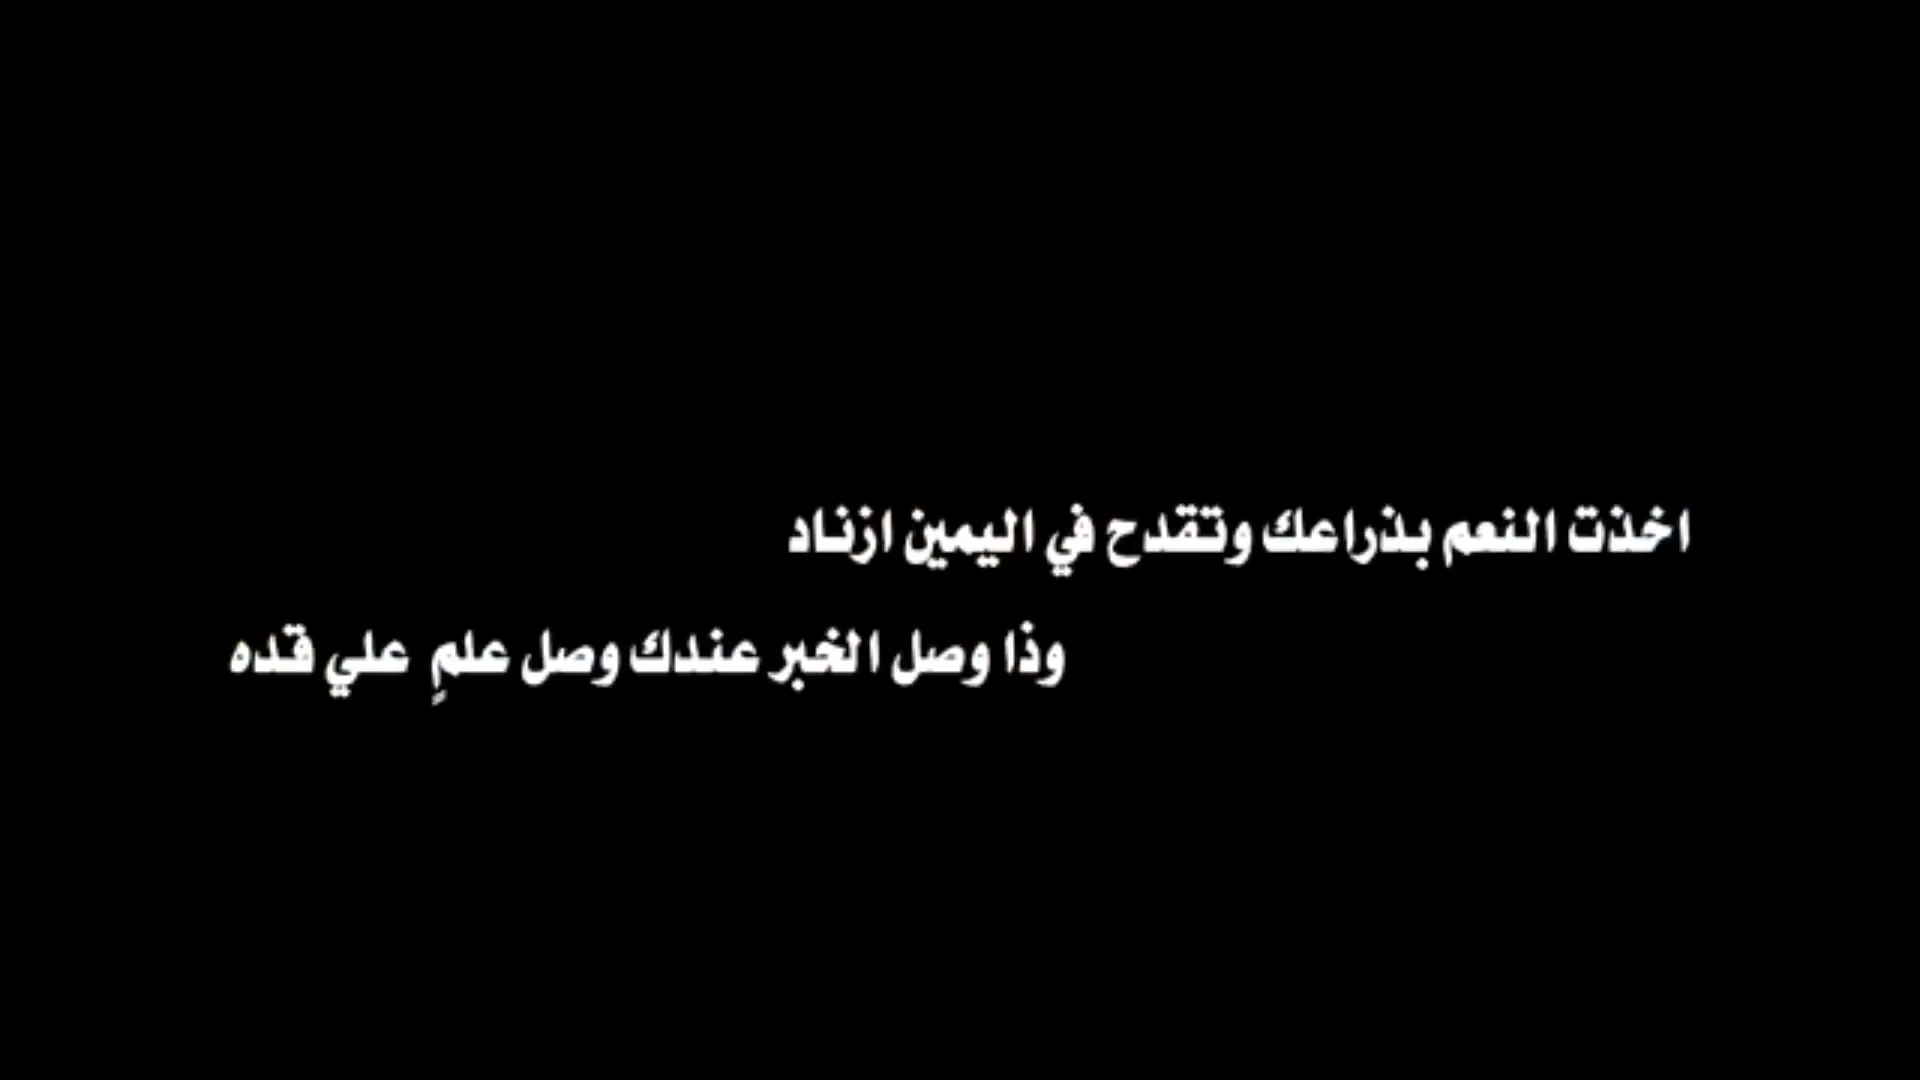 اخذت النعم بذراعك وتقدح في اليمين ازناد
وذا وصل الخبر عندك وصل علمٍ علي قده